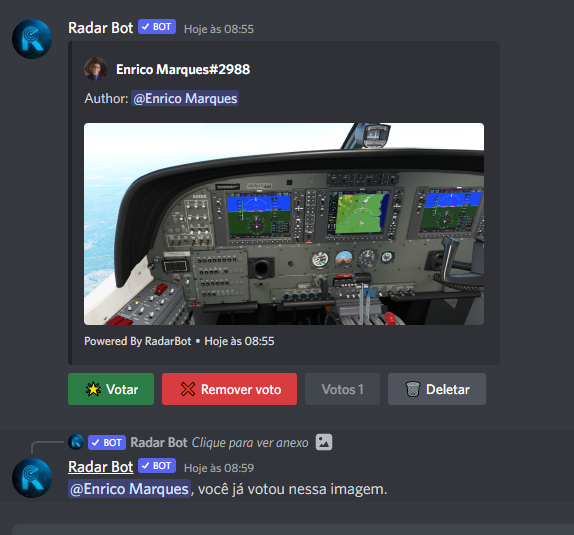 Radar Bot ✓ BOT Hoje às 08:55
Enrico Marques#2988
Author: @Enrico Marques
Powered By RadarBot • Hoje às 08:55
Votar Remover voto Votos 1 Deletar
✓ BOT Radar Bot Clique para ver anexo
Radar Bot ✓ BOT Hoje às 08:59
@Enrico Marques, você já votou nessa imagem.